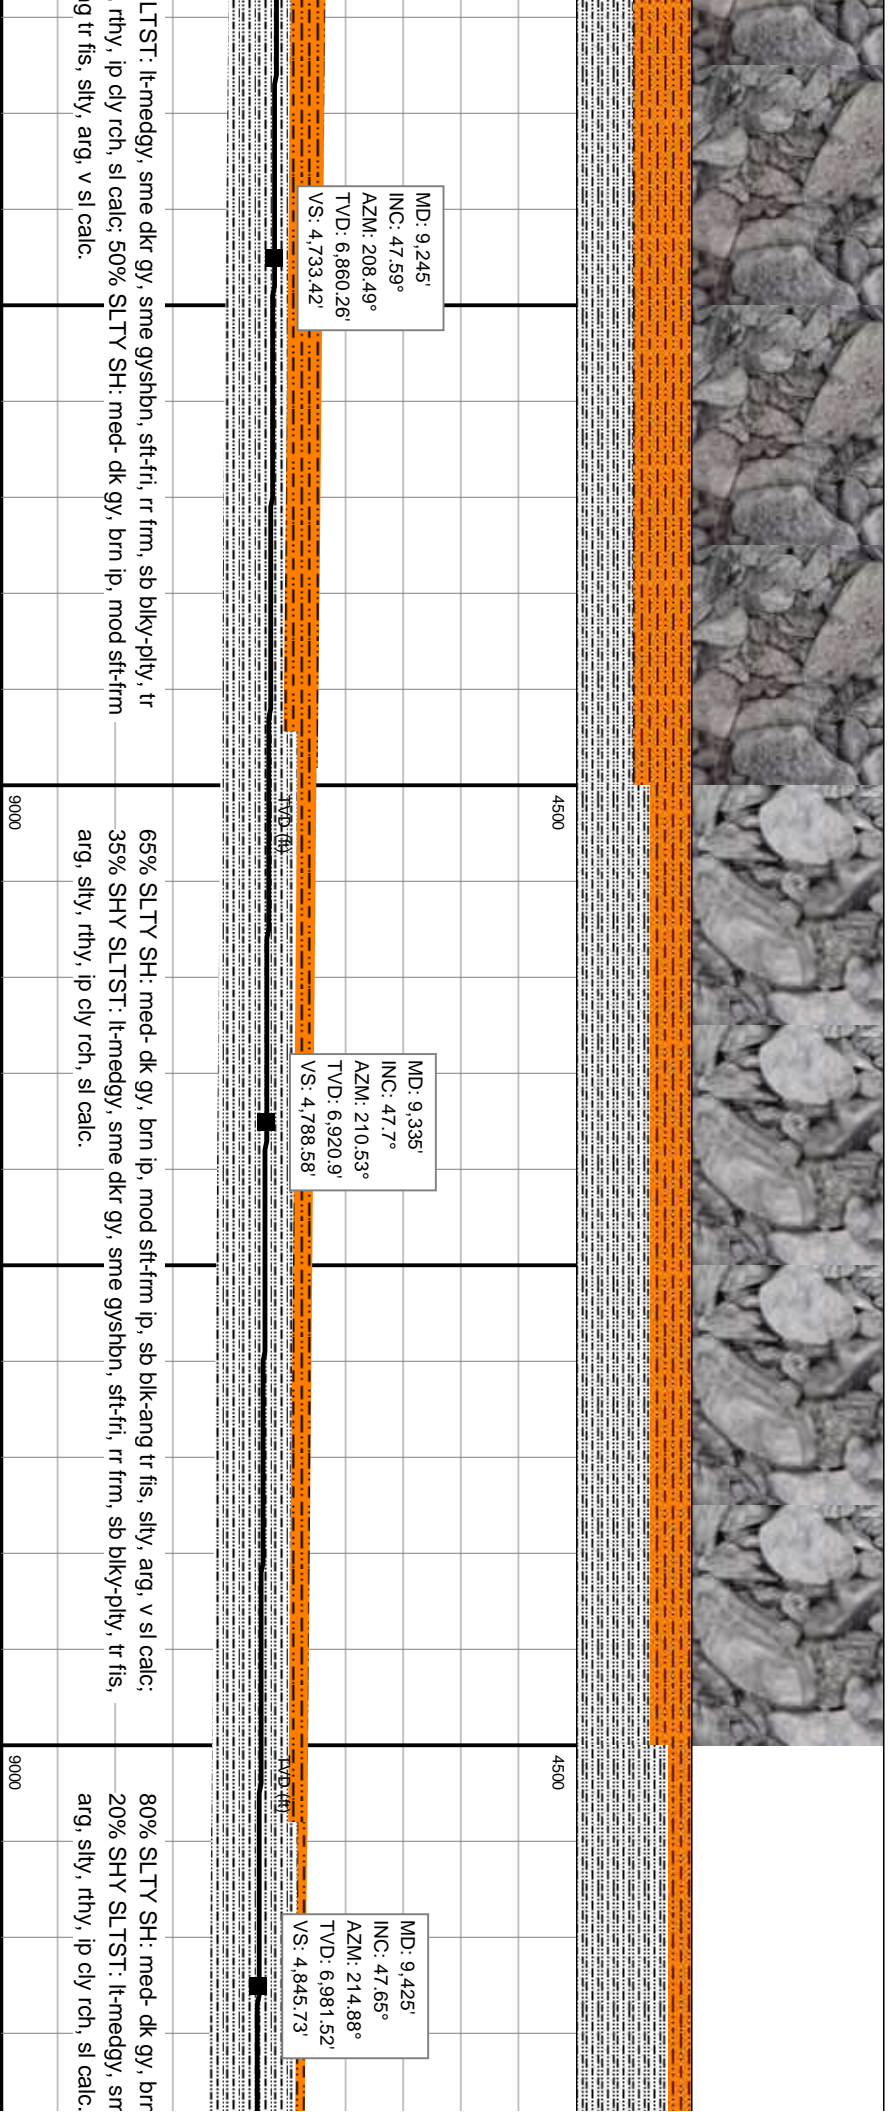 LTST: lt-medgy, sme dkr gy, sme gyshbn, sft-fri, rr frm, sb blky-plty, tr
, rthy, ip cly rch, sl calc; 50% SLTY SH: med- dk gy, brn ip, mod sft-frm
g tr fis, slty, arg, v sl calc.
MD: 9,245'
INC: 47.59°
AZM: 208.49°
TVD: 6,860.26'
VS: 4,733.42'
4500
TVD (ft)
9000
65% SLTY SH: med- dk gy, brn ip, mod sft-frm ip, sb blk-ang tr fis, slty, arg, v sl calc;
35% SHY SLTST: lt-medgy, sme dkr gy, sme gyshbn, sft-fri, rr frm, sb blky-plty, tr fis,
arg, slty, rthy, ip cly rch, sl calc.
MD: 9,335'
INC: 47.7°
AZM: 210.53°
TVD: 6,920.9'
VS: 4,788.58'
4500
TVD (ft)
9000
80% SLTY SH: med- dk gy, brn
20% SHY SLTST: lt-medgy, sm
arg, slty, rthy, ip cly rch, sl calc.
MD: 9,425'
INC: 47.65°
AZM: 214.88°
TVD: 6,981.52'
VS: 4,845.73'